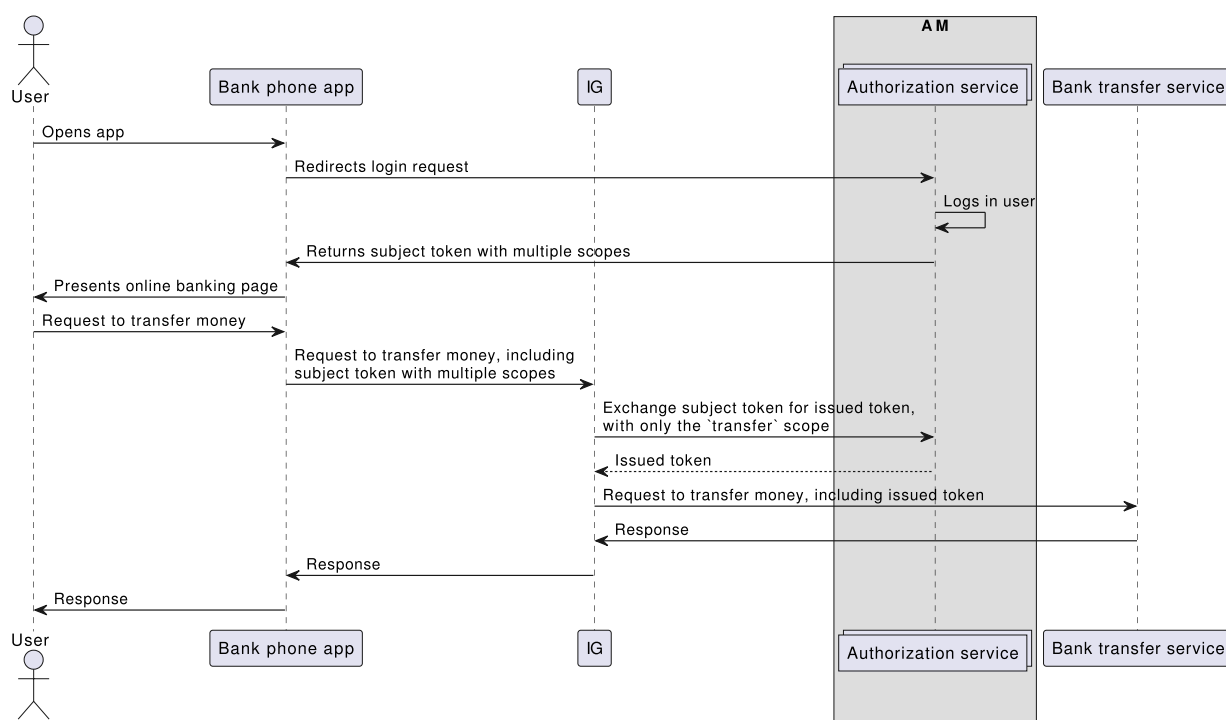 AM
User
Bank phone app
IG
Authorization service
Bank transfer service
Opens app
Redirects login request
Logs in user
Returns subject token with multiple scopes
Presents online banking page
Request to transfer money
Request to transfer money, including
subject token with multiple scopes
Exchange subject token for issued token,
with only the `transfer` scope
Issued token
Request to transfer money, including issued token
Response
Response
Response
User
Bank phone app
IG
Authorization service
Bank transfer service